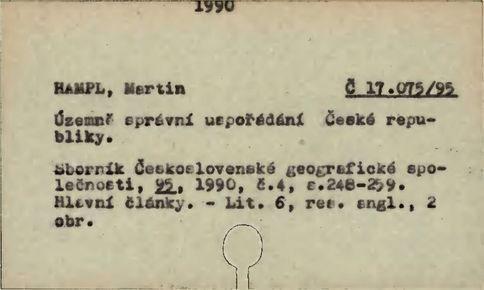 1990
HAMPL, Martin Č 17.075/95
Územně správní uspořádání České repu-
bliky.
Sborník Československé geografické spo-
lečnosti, 95, 1990, č.4, s.248-259.
Hlavní články. - Lit. 6, res. angl., 2
obr.